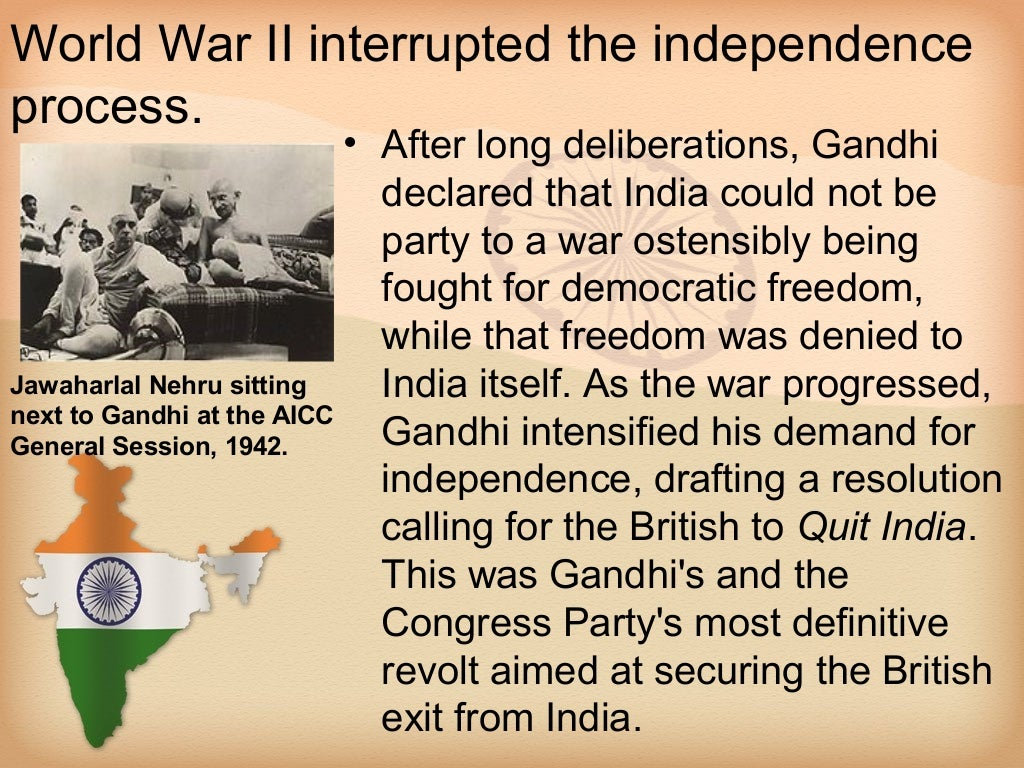 World War II interrupted the independence
process.
• After long deliberations, Gandhi
declared that India could not be
party to a war ostensibly being
fought for democratic freedom,
while that freedom was denied to
India itself. As the war progressed,
Gandhi intensified his demand for
independence, drafting a resolution
calling for the British to Quit India.
This was Gandhi's and the
Congress Party's most definitive
revolt aimed at securing the British
exit from India.
Jawaharlal Nehru sitting
next to Gandhi at the AICC
General Session, 1942.